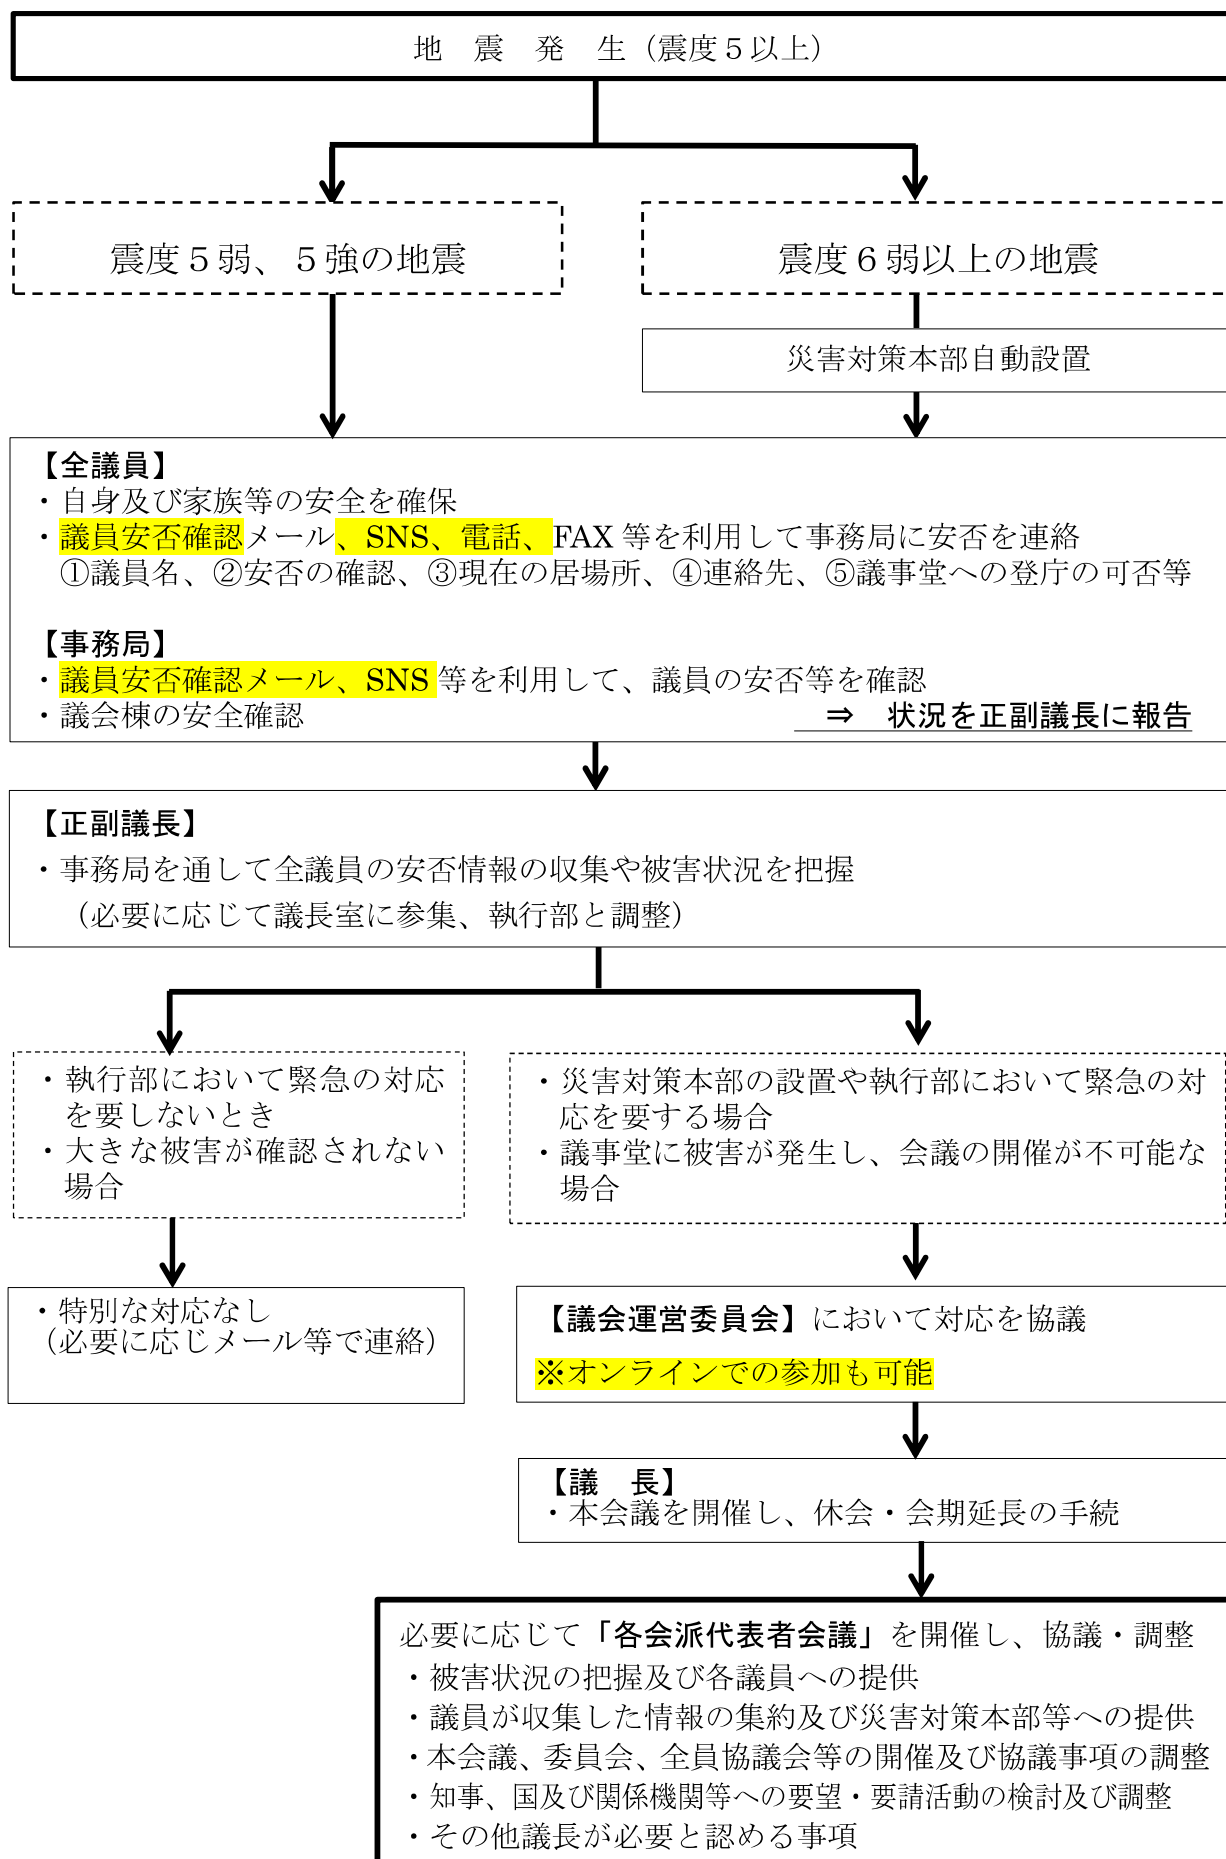 地　震　発　生（震度５以上）
震度５弱、５強の地震
震度６弱以上の地震
災害対策本部自動設置
【全議員】
・自身及び家族等の安全を確保
・議員安否確認メール、SNS、電話、FAX 等を利用して事務局に安否を連絡
①議員名、②安否の確認、③現在の居場所、④連絡先、⑤議事堂への登庁の可否等
【事務局】
・議員安否確認メール、SNS 等を利用して、議員の安否等を確認
・議会棟の安全確認　⇒　状況を正副議長に報告
【正副議長】
・事務局を通して全議員の安否情報の収集や被害状況を把握
（必要に応じて議長室に参集、執行部と調整）
・執行部において緊急の対応
を要しないとき
・大きな被害が確認されない
場合
・災害対策本部の設置や執行部において緊急の対
応を要する場合
・議事堂に被害が発生し、会議の開催が不可能な
場合
・特別な対応なし
（必要に応じメール等で連絡）
【議会運営委員会】において対応を協議
※オンラインでの参加も可能
【議　長】
・本会議を開催し、休会・会期延長の手続
必要に応じて「各会派代表者会議」を開催し、協議・調整
・被害状況の把握及び各議員への提供
・議員が収集した情報の集約及び災害対策本部等への提供
・本会議、委員会、全員協議会等の開催及び協議事項の調整
・知事、国及び関係機関等への要望・要請活動の検討及び調整
・その他議長が必要と認める事項